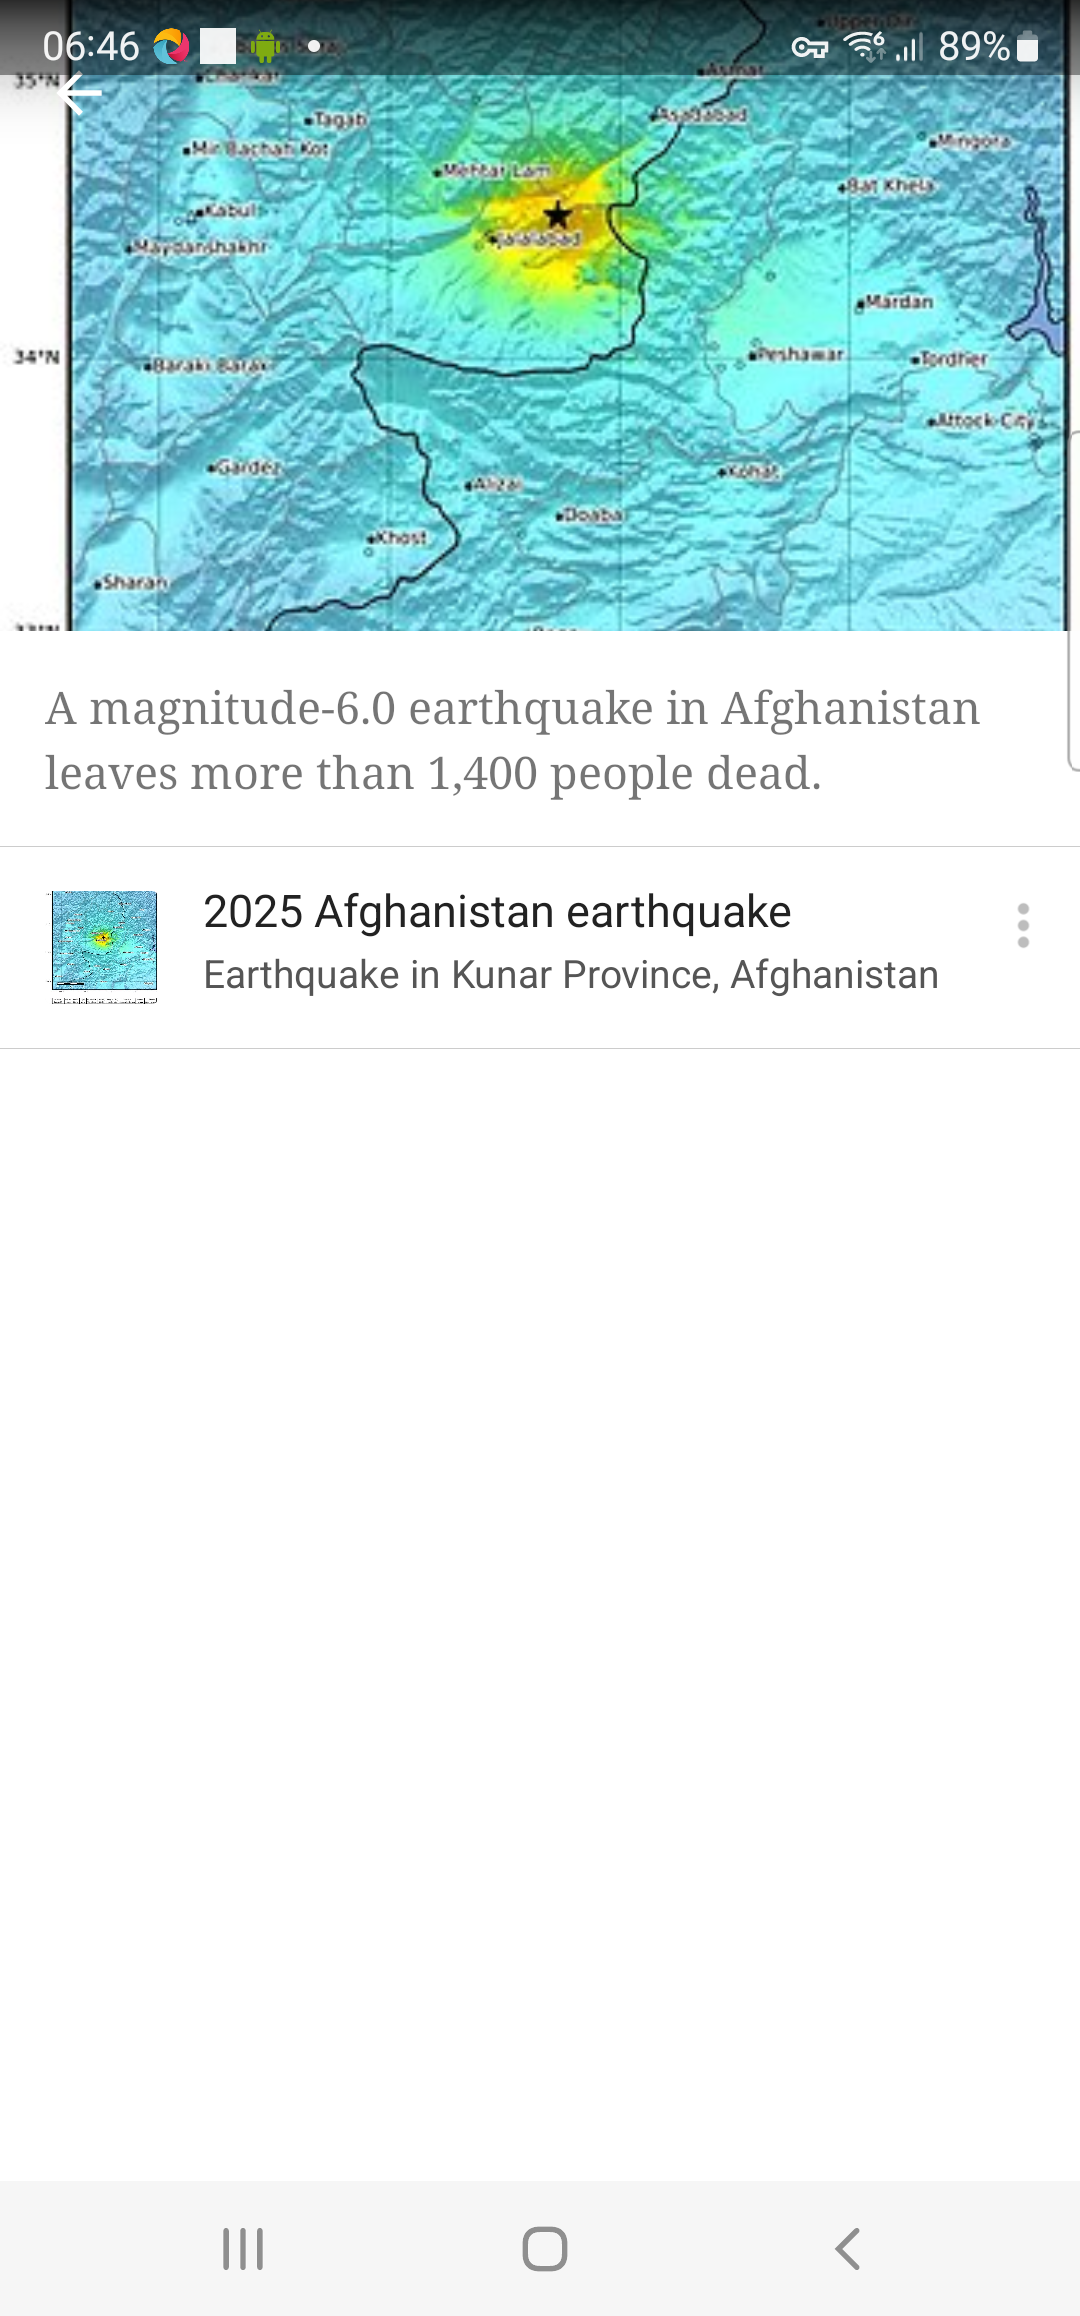 06:46
6
89%
35°N
Charikar
Asmar
Tagab
Asadabad
Mir Bachah Kot
Mingora
Mehtar Lam
Bat Khela
Kabul
Jalalabad
Maydanshakhr
Mardan
34°N
Peshawar
Tordher
Baraki Barak
Attock City
Gardez
Kohat
Alizai
Doaba
Khost
Sharan
A magnitude-6.0 earthquake in Afghanistan
leaves more than 1,400 people dead.
2025 Afghanistan earthquake
Earthquake in Kunar Province, Afghanistan